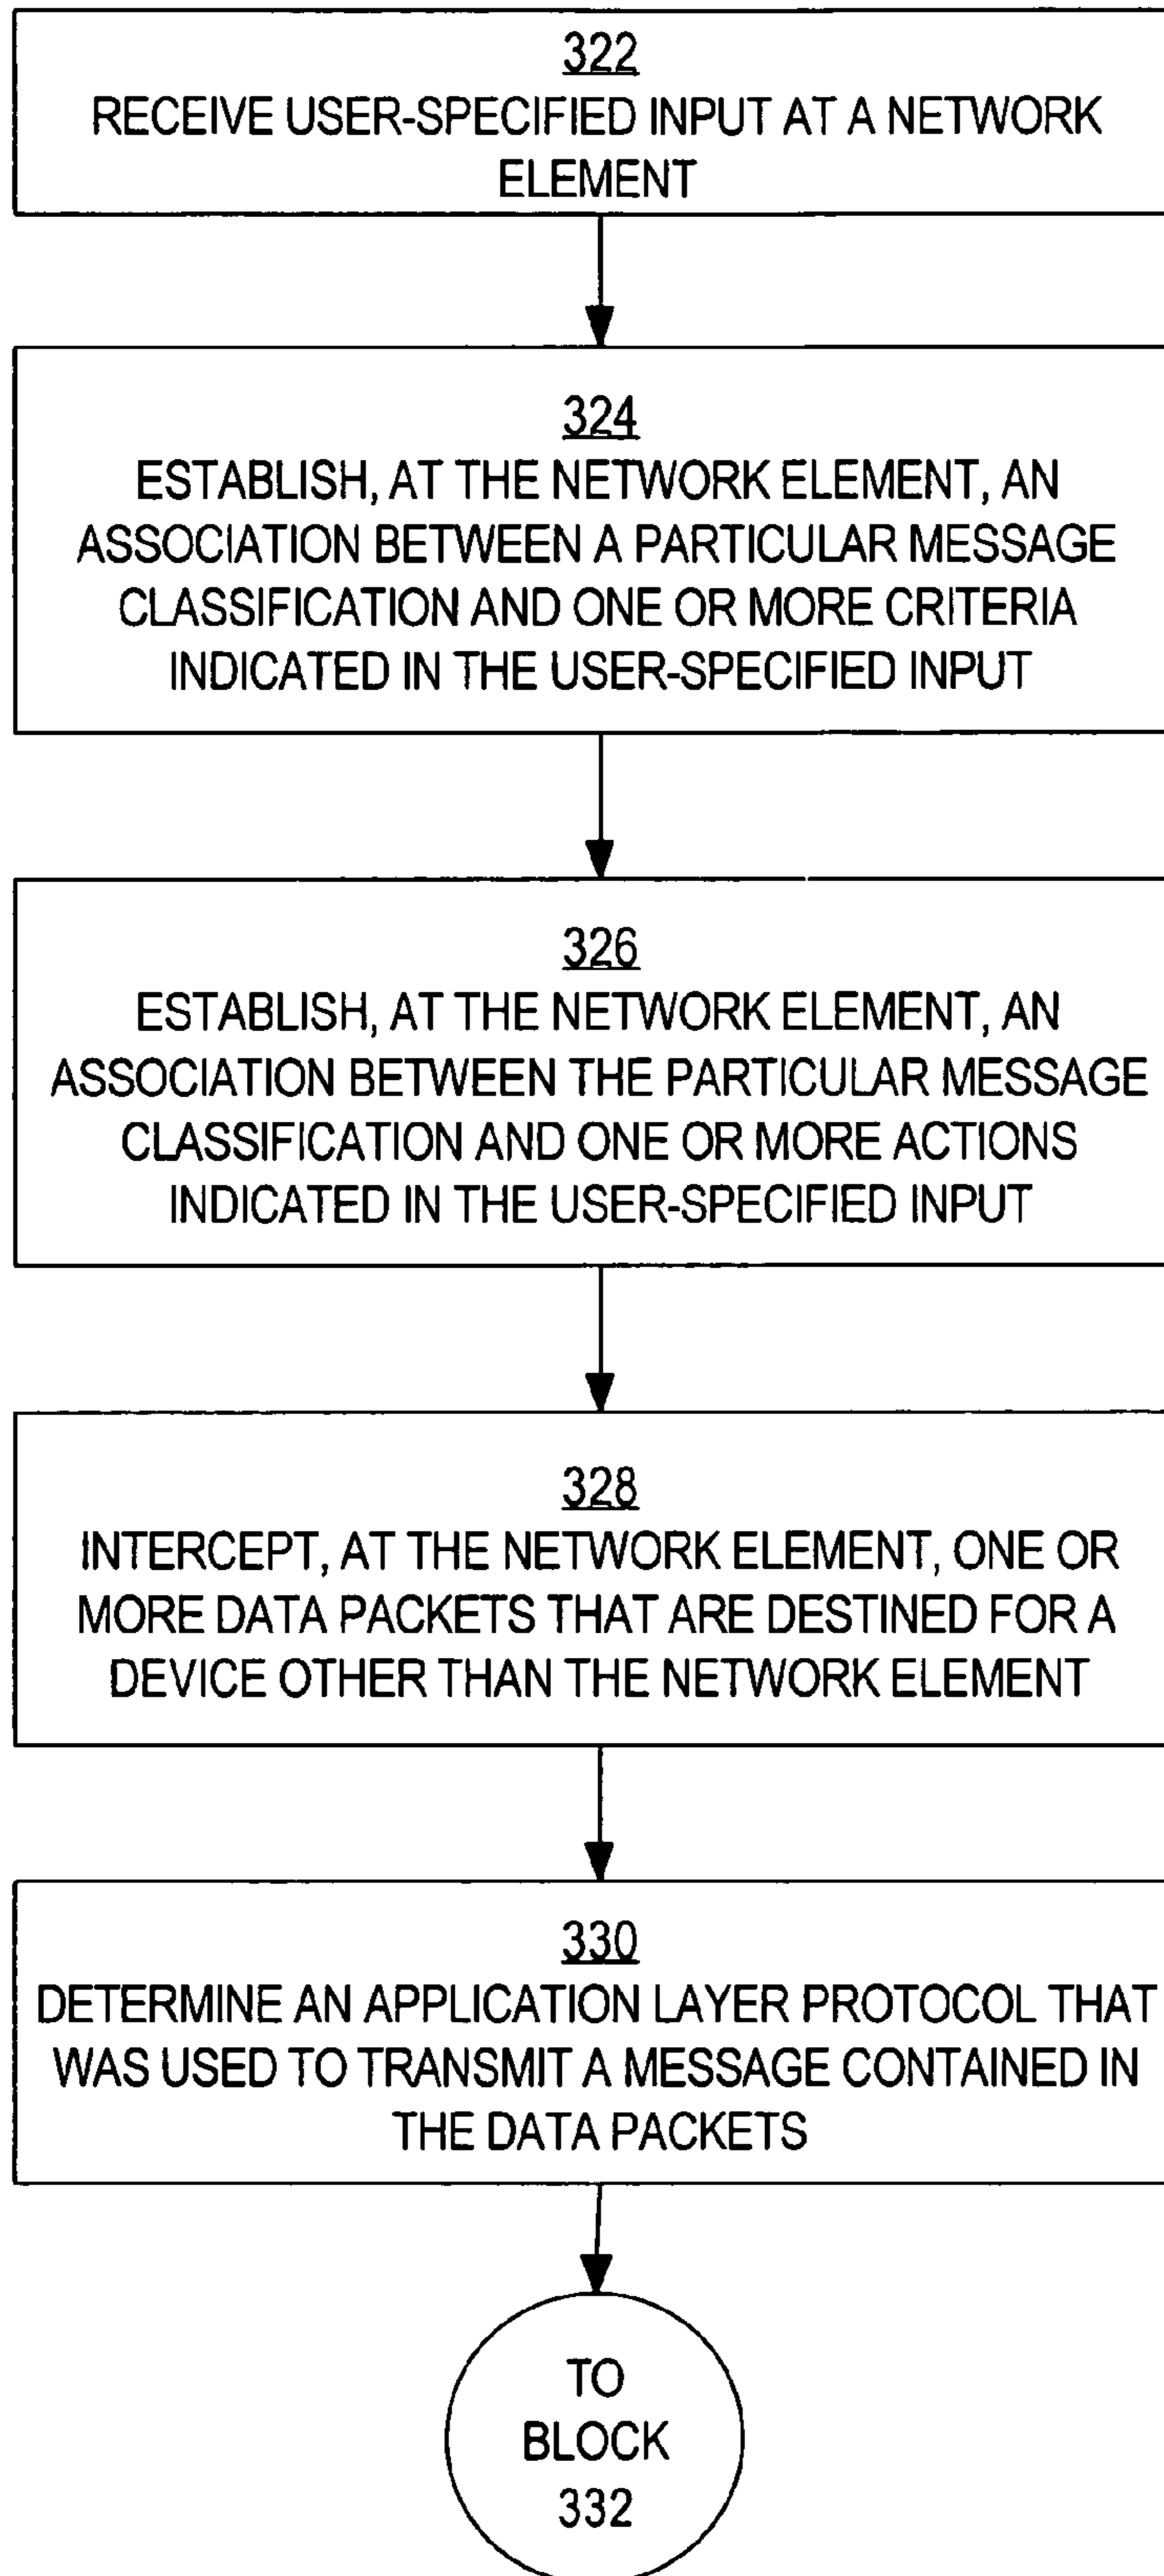 322
RECEIVE USER-SPECIFIED INPUT AT A NETWORK
ELEMENT
324
ESTABLISH, AT THE NETWORK ELEMENT, AN
ASSOCIATION BETWEEN A PARTICULAR MESSAGE
CLASSIFICATION AND ONE OR MORE CRITERIA
INDICATED IN THE USER-SPECIFIED INPUT
326
ESTABLISH, AT THE NETWORK ELEMENT, AN
ASSOCIATION BETWEEN THE PARTICULAR MESSAGE
CLASSIFICATION AND ONE OR MORE ACTIONS
INDICATED IN THE USER-SPECIFIED INPUT
328
INTERCEPT, AT THE NETWORK ELEMENT, ONE OR
MORE DATA PACKETS THAT ARE DESTINED FOR A
DEVICE OTHER THAN THE NETWORK ELEMENT
330
DETERMINE AN APPLICATION LAYER PROTOCOL THAT
WAS USED TO TRANSMIT A MESSAGE CONTAINED IN
THE DATA PACKETS
TO
BLOCK
332